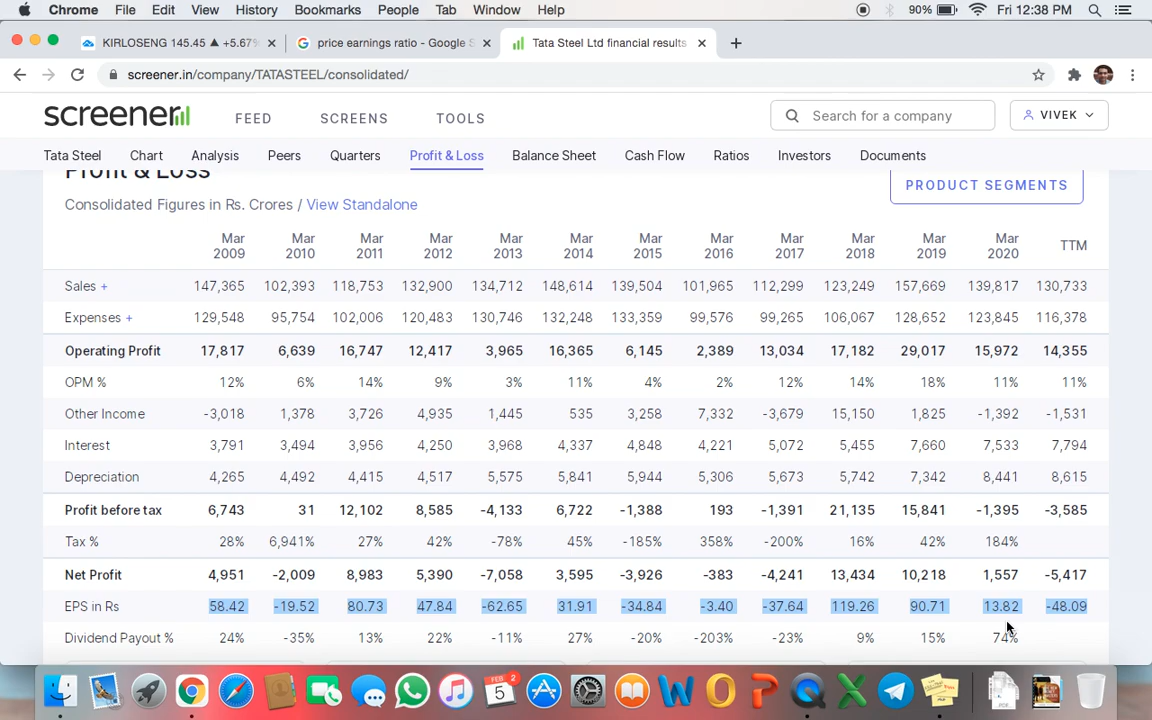 Chrome File Edit View History Bookmarks People Tab Window Help 90% Fri 12:38 PM
KIRLOSENG 145.45 ▲ +5.67% price earnings ratio - Google S Tata Steel Ltd financial results
screener.in/company/TATASTEEL/consolidated/
screener FEED SCREENS TOOLS Search for a company VIVEK
Tata Steel Chart Analysis Peers Quarters Profit & Loss Balance Sheet Cash Flow Ratios Investors Documents
Profit & Loss
PRODUCT SEGMENTS
Consolidated Figures in Rs. Crores / View Standalone
Mar 2009 Mar 2010 Mar 2011 Mar 2012 Mar 2013 Mar 2014 Mar 2015 Mar 2016 Mar 2017 Mar 2018 Mar 2019 Mar 2020 TTM
Sales + 147,365 102,393 118,753 132,900 134,712 148,614 139,504 101,965 112,299 123,249 157,669 139,817 130,733
Expenses + 129,548 95,754 102,006 120,483 130,746 132,248 133,359 99,576 99,265 106,067 128,652 123,845 116,378
Operating Profit 17,817 6,639 16,747 12,417 3,965 16,365 6,145 2,389 13,034 17,182 29,017 15,972 14,355
OPM % 12% 6% 14% 9% 3% 11% 4% 2% 12% 14% 18% 11% 11%
Other Income -3,018 1,378 3,726 4,935 1,445 535 3,258 7,332 -3,679 15,150 1,825 -1,392 -1,531
Interest 3,791 3,494 3,956 4,250 3,968 4,337 4,848 4,221 5,072 5,455 7,660 7,533 7,794
Depreciation 4,265 4,492 4,415 4,517 5,575 5,841 5,944 5,306 5,673 5,742 7,342 8,441 8,615
Profit before tax 6,743 31 12,102 8,585 -4,133 6,722 -1,388 193 -1,391 21,135 15,841 -1,395 -3,585
Tax % 28% 6,941% 27% 42% -78% 45% -185% 358% -200% 16% 42% 184%
Net Profit 4,951 -2,009 8,983 5,390 -7,058 3,595 -3,926 -383 -4,241 13,434 10,218 1,557 -5,417
EPS in Rs 58.42 -19.52 80.73 47.84 -62.65 31.91 -34.84 -3.40 -37.64 119.26 90.71 13.82 -48.09
Dividend Payout % 24% -35% 13% 22% -11% 27% -20% -203% -23% 9% 15% 74%
FEB 2
5